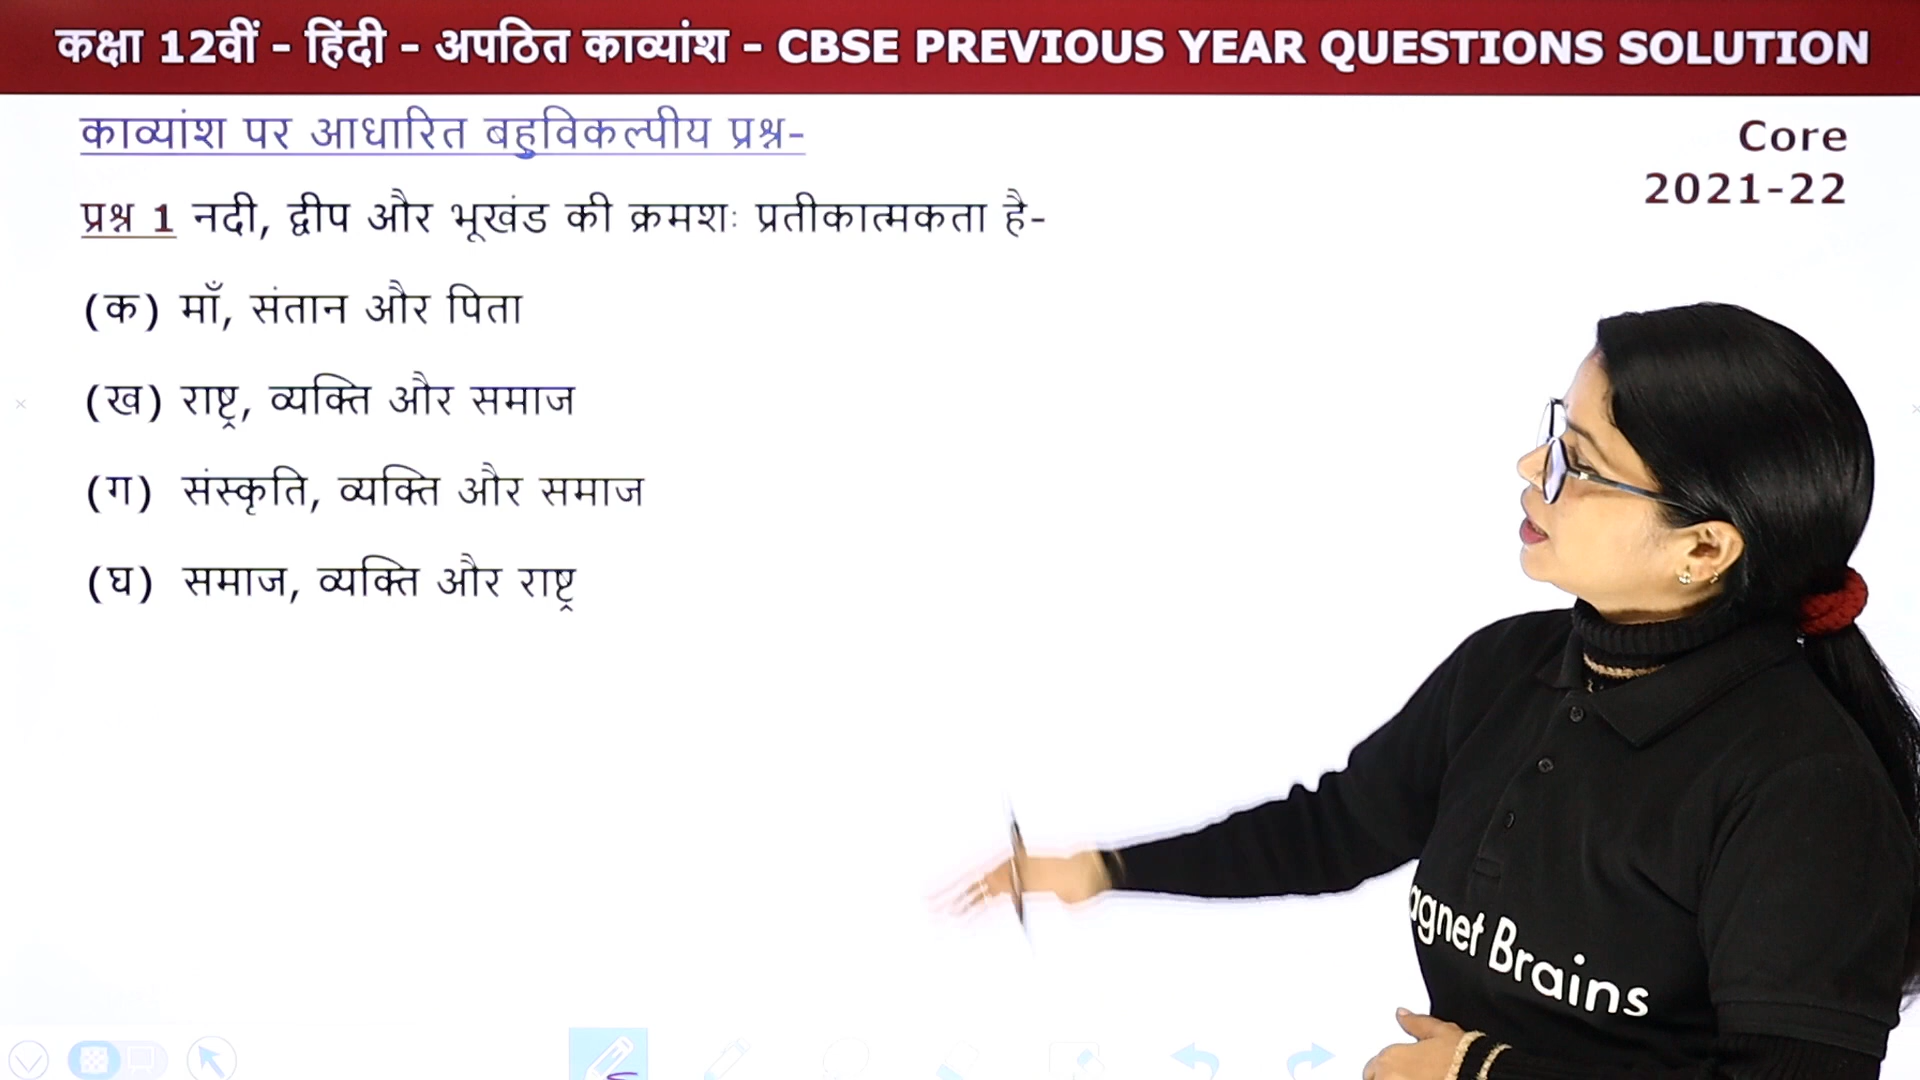 कक्षा 12वीं - हिंदी - अपठित काव्यांश - CBSE PREVIOUS YEAR QUESTIONS SOLUTION
काव्यांश पर आधारित बहुविकल्पीय प्रश्न-
Core
2021-22
प्रश्न 1 नदी, द्वीप और भूखंड की क्रमशः प्रतीकात्मकता है-
(क) माँ, संतान और पिता
(ख) राष्ट्र, व्यक्ति और समाज
(ग) संस्कृति, व्यक्ति और समाज
(घ) समाज, व्यक्ति और राष्ट्र
agnet Brains